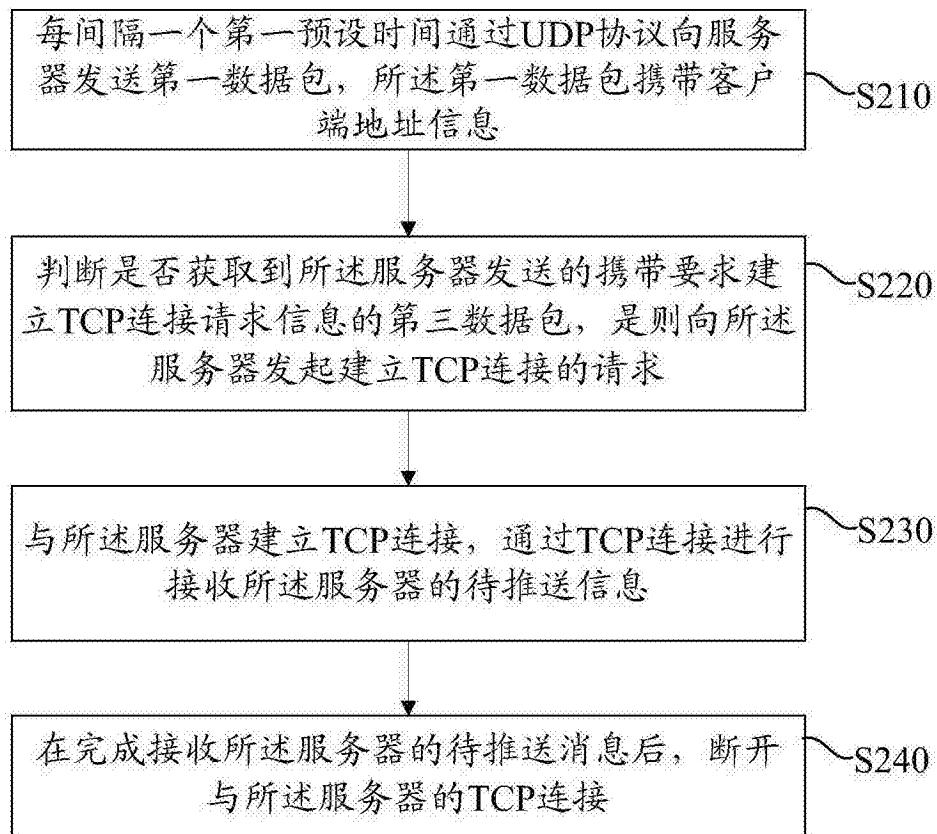 每间隔一个第一预设时间通过UDP协议向服务
器发送第一数据包，所述第一数据包携带客户
端地址信息
S210
判断是否获取到所述服务器发送的携带要求建
立TCP连接请求信息的第三数据包，是则向所述
服务器发起建立TCP连接的请求
S220
与所述服务器建立TCP连接，通过TCP连接进行
接收所述服务器的待推送信息
S230
在完成接收所述服务器的待推送消息后，断开
与所述服务器的TCP连接
S240